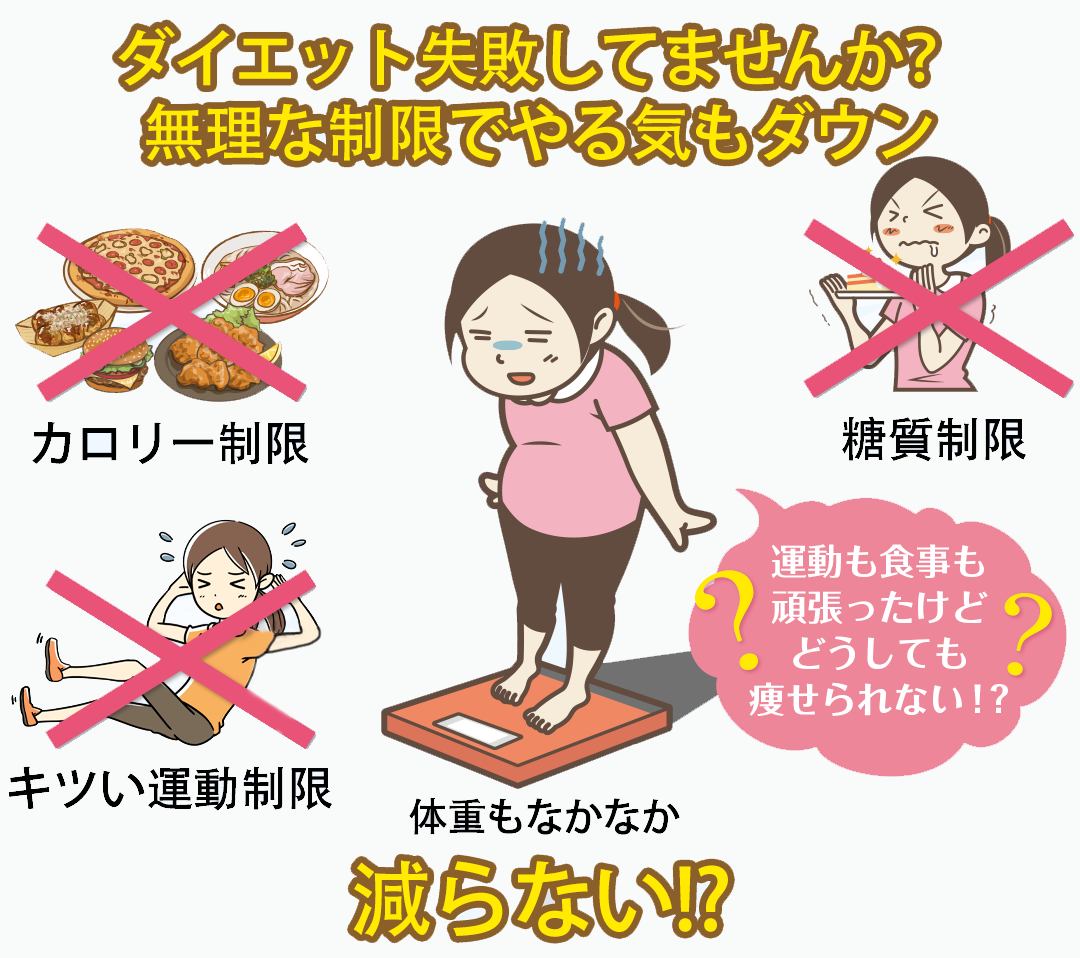 ダイエット失敗してませんか?
無理な制限でやる気もダウン
カロリー制限
糖質制限
キツい運動制限
運動も食事も
頑張ったけど
どうしても
痩せられない!?
? ?
体重もなかなか
減らない!?